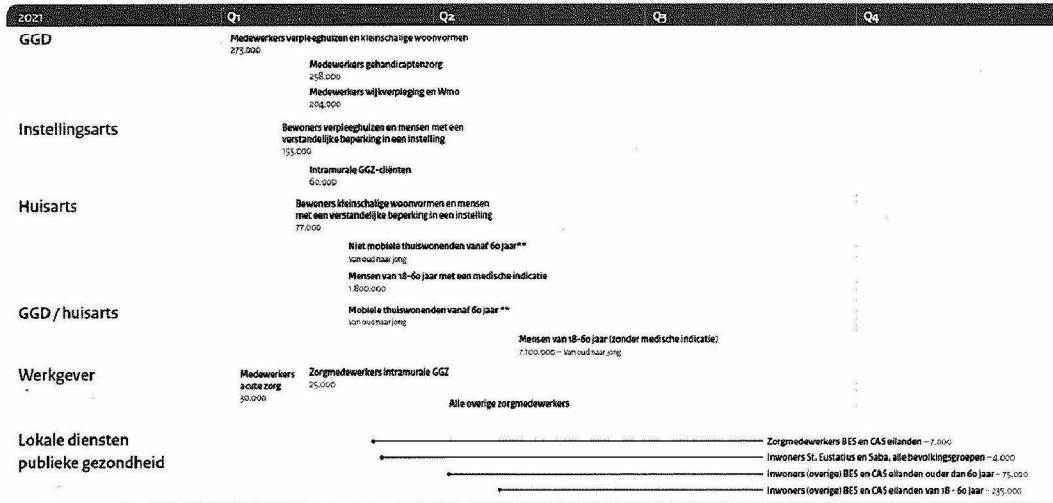 2021 Q1 Q2 Q3 Q4
GGD
Medewerkers verpleeghuizen en kleinschalige woonvormen
273.000
Medewerkers gehandicaptenzorg
258.000
Medewerkers wijkverpleging en Wmo
204.000
Instellingsarts
Bewoners verpleeghuizen en mensen met een
verstandelijke beperking in een instelling
155.000
Intramurale GGZ-cliënten
60.000
Huisarts
Bewoners kleinschalige woonvormen en mensen
met een verstandelijke beperking in een instelling
77.000
Niet mobiele thuiswonenden vanaf 60 jaar**
Van oud naar jong
Mensen van 18-60 jaar met een medische indicatie
1.800.000
GGD / huisarts
Mobiele thuiswonenden vanaf 60 jaar **
Van oud naar jong
Mensen van 18-60 jaar (zonder medische indicatie)
7.100.000 – Van oud naar jong
Werkgever
Medewerkers
acute zorg
30.000
Zorgmedewerkers intramurale GGZ
25.000
Alle overige zorgmedewerkers
Lokale diensten
publieke gezondheid
Zorgmedewerkers BES en CAS eilanden – 7.000
Inwoners St. Eustatius en Saba, alle bevolkingsgroepen – 4.000
Inwoners (overige) BES en CAS eilanden ouder dan 60 jaar – 75.000
Inwoners (overige) BES en CAS eilanden van 18 - 60 jaar – 235.000